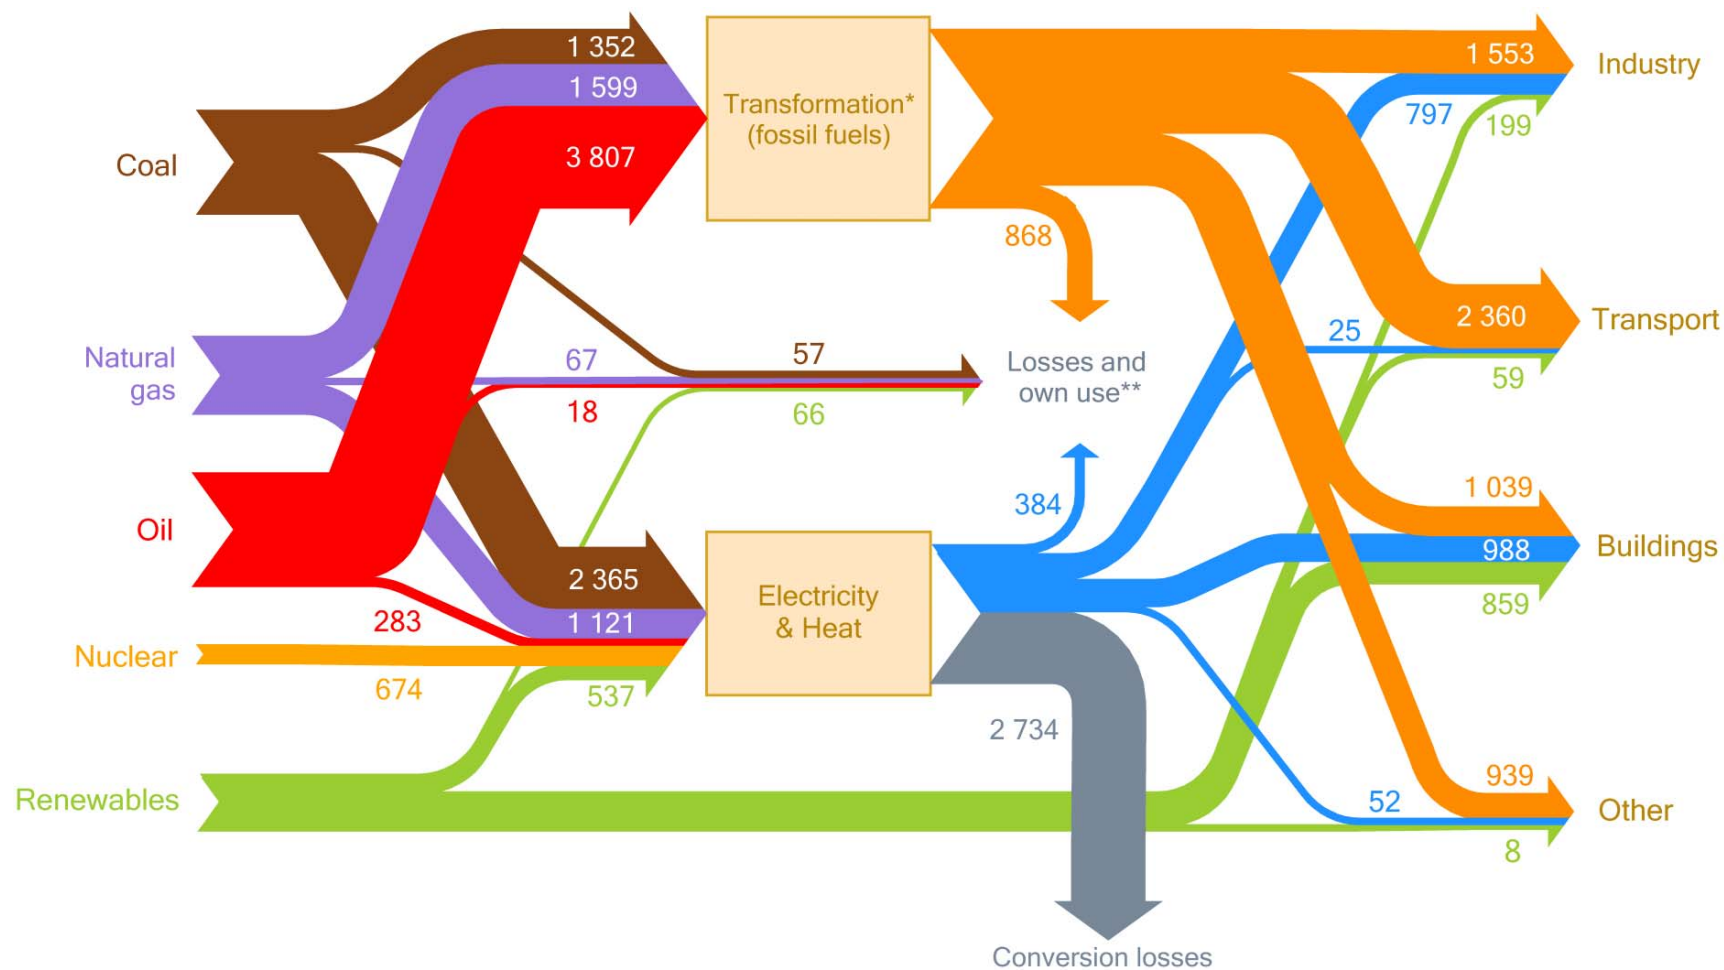 1 352
1 599
3 807
Transformation*
(fossil fuels)
1 553
797
199
Industry
Coal
868
Natural
gas
67
57
18
66
Losses and
own use**
25
2 360
59
Transport
Oil
384
1 039
988
859
Buildings
283
2 365
1 121
Electricity
& Heat
Nuclear
674
537
2 734
Renewables
939
52
8
Other
Conversion losses